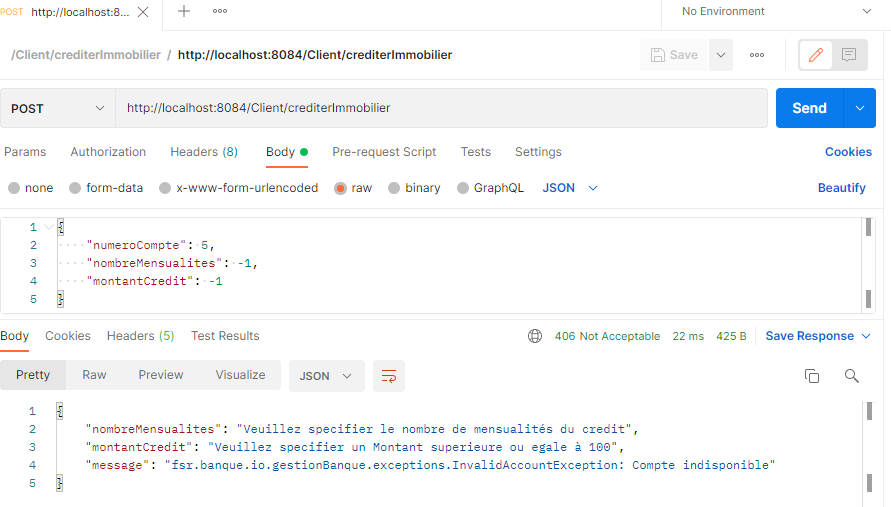 POST http://localhost:8... No Environment
/Client/crediterImmobilier / http://localhost:8084/Client/crediterImmobilier Save
POST http://localhost:8084/Client/crediterImmobilier Send
Params Authorization Headers (8) Body Pre-request Script Tests Settings Cookies
none form-data x-www-form-urlencoded raw binary GraphQL JSON Beautify
1 {
2 "numeroCompte": 5,
3 "nombreMensualites": -1,
4 "montantCredit": -1
5 }
Body Cookies Headers (5) Test Results 406 Not Acceptable 22 ms 425 B Save Response
Pretty Raw Preview Visualize JSON
1 {
2 "nombreMensualites": "Veuillez specifier le nombre de mensualités du credit",
3 "montantCredit": "Veuillez specifier un Montant superieure ou egale à 100",
4 "message": "fsr.banque.io.gestionBanque.exceptions.InvalidAccountException: Compte indisponible"
5 }